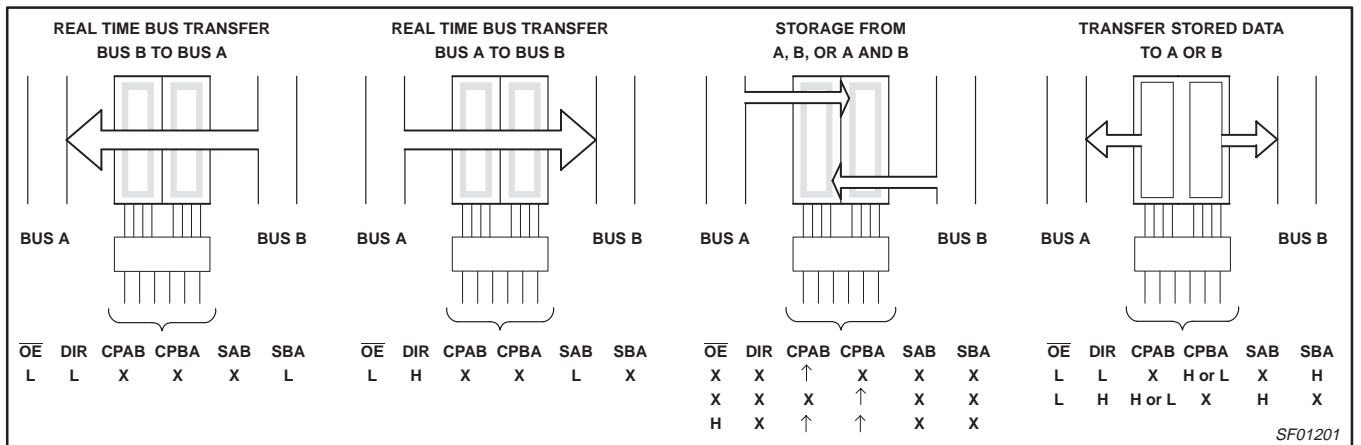 REAL TIME BUS TRANSFER
BUS B TO BUS A
BUS A
BUS B
OE DIR CPAB CPBA SAB SBA
L L X X X L
REAL TIME BUS TRANSFER
BUS A TO BUS B
BUS A
BUS B
OE DIR CPAB CPBA SAB SBA
L H X X L X
STORAGE FROM
A, B, OR A AND B
BUS A
BUS B
OE DIR CPAB CPBA SAB SBA
X X ↑ X X X
X X X ↑ X X
H X ↑ ↑ X X
TRANSFER STORED DATA
TO A OR B
BUS A
BUS B
OE DIR CPAB CPBA SAB SBA
L L X H or L X H
L H H or L X H X
SF01201